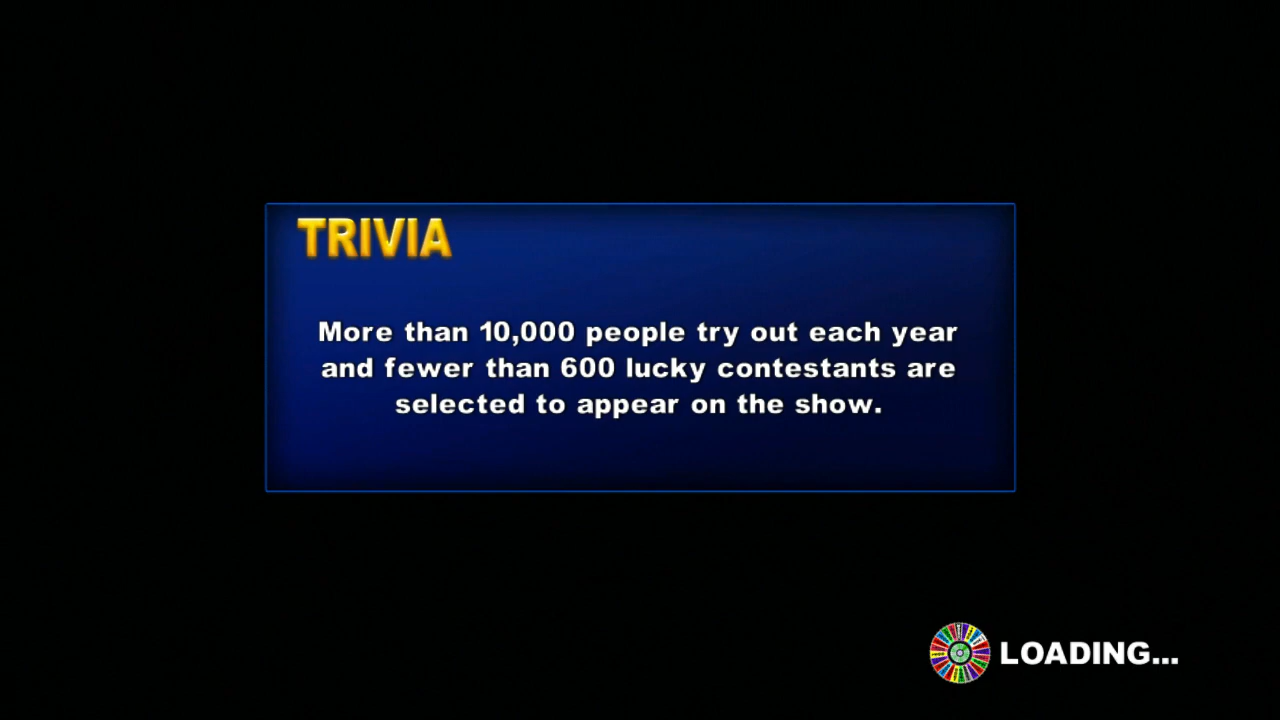 TRIVIA
More than 10,000 people try out each year
and fewer than 600 lucky contestants are
selected to appear on the show.
LOADING...